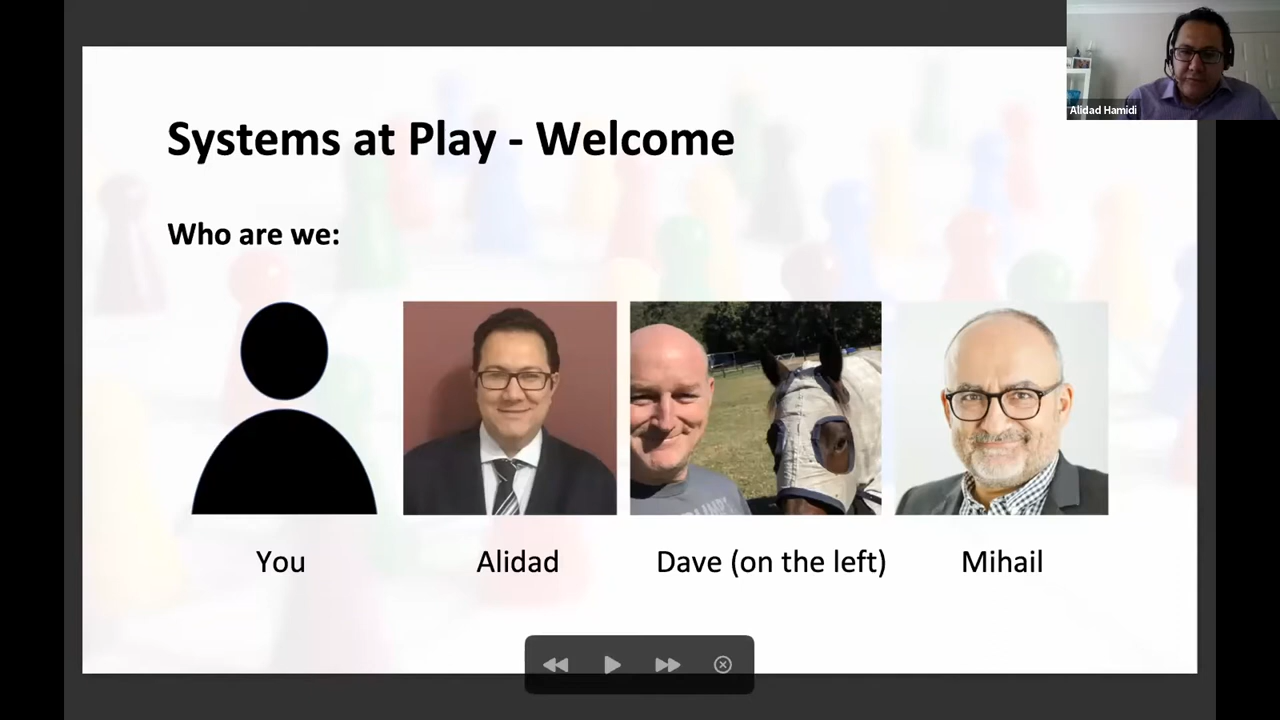 Systems at Play - Welcome
Alidad Hamidi
Who are we:
You
Alidad
Dave (on the left)
Mihail